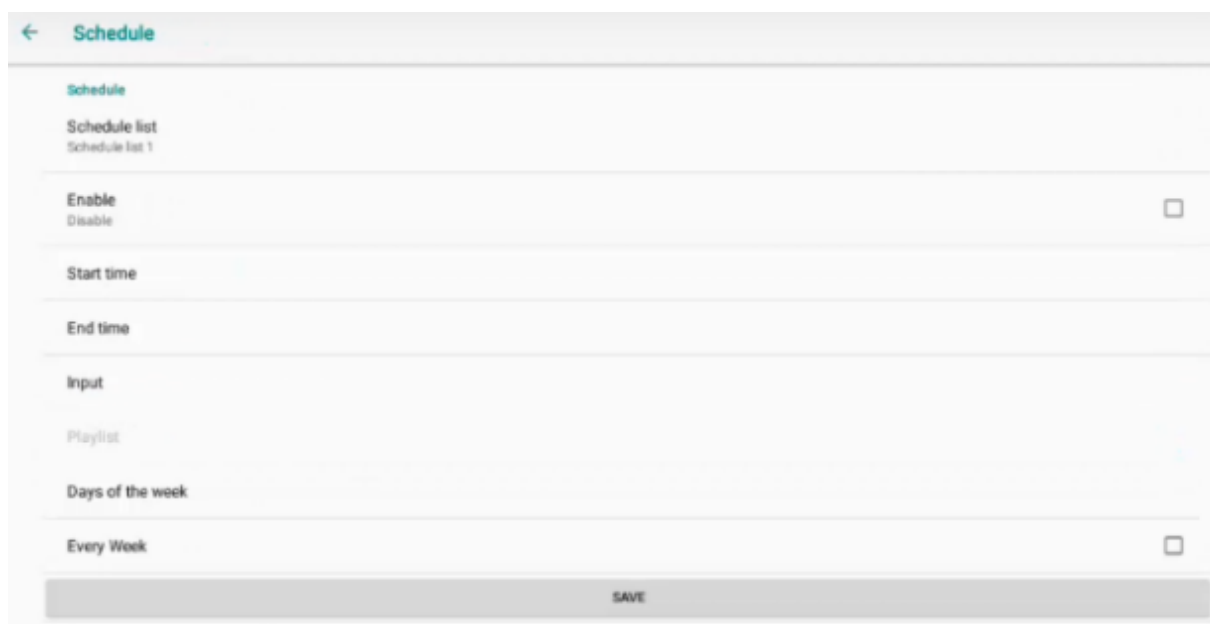 Schedule
Schedule
Schedule list
Schedule list 1
Enable
Disable
Start time
End time
Input
Playlist
Days of the week
Every Week
SAVE